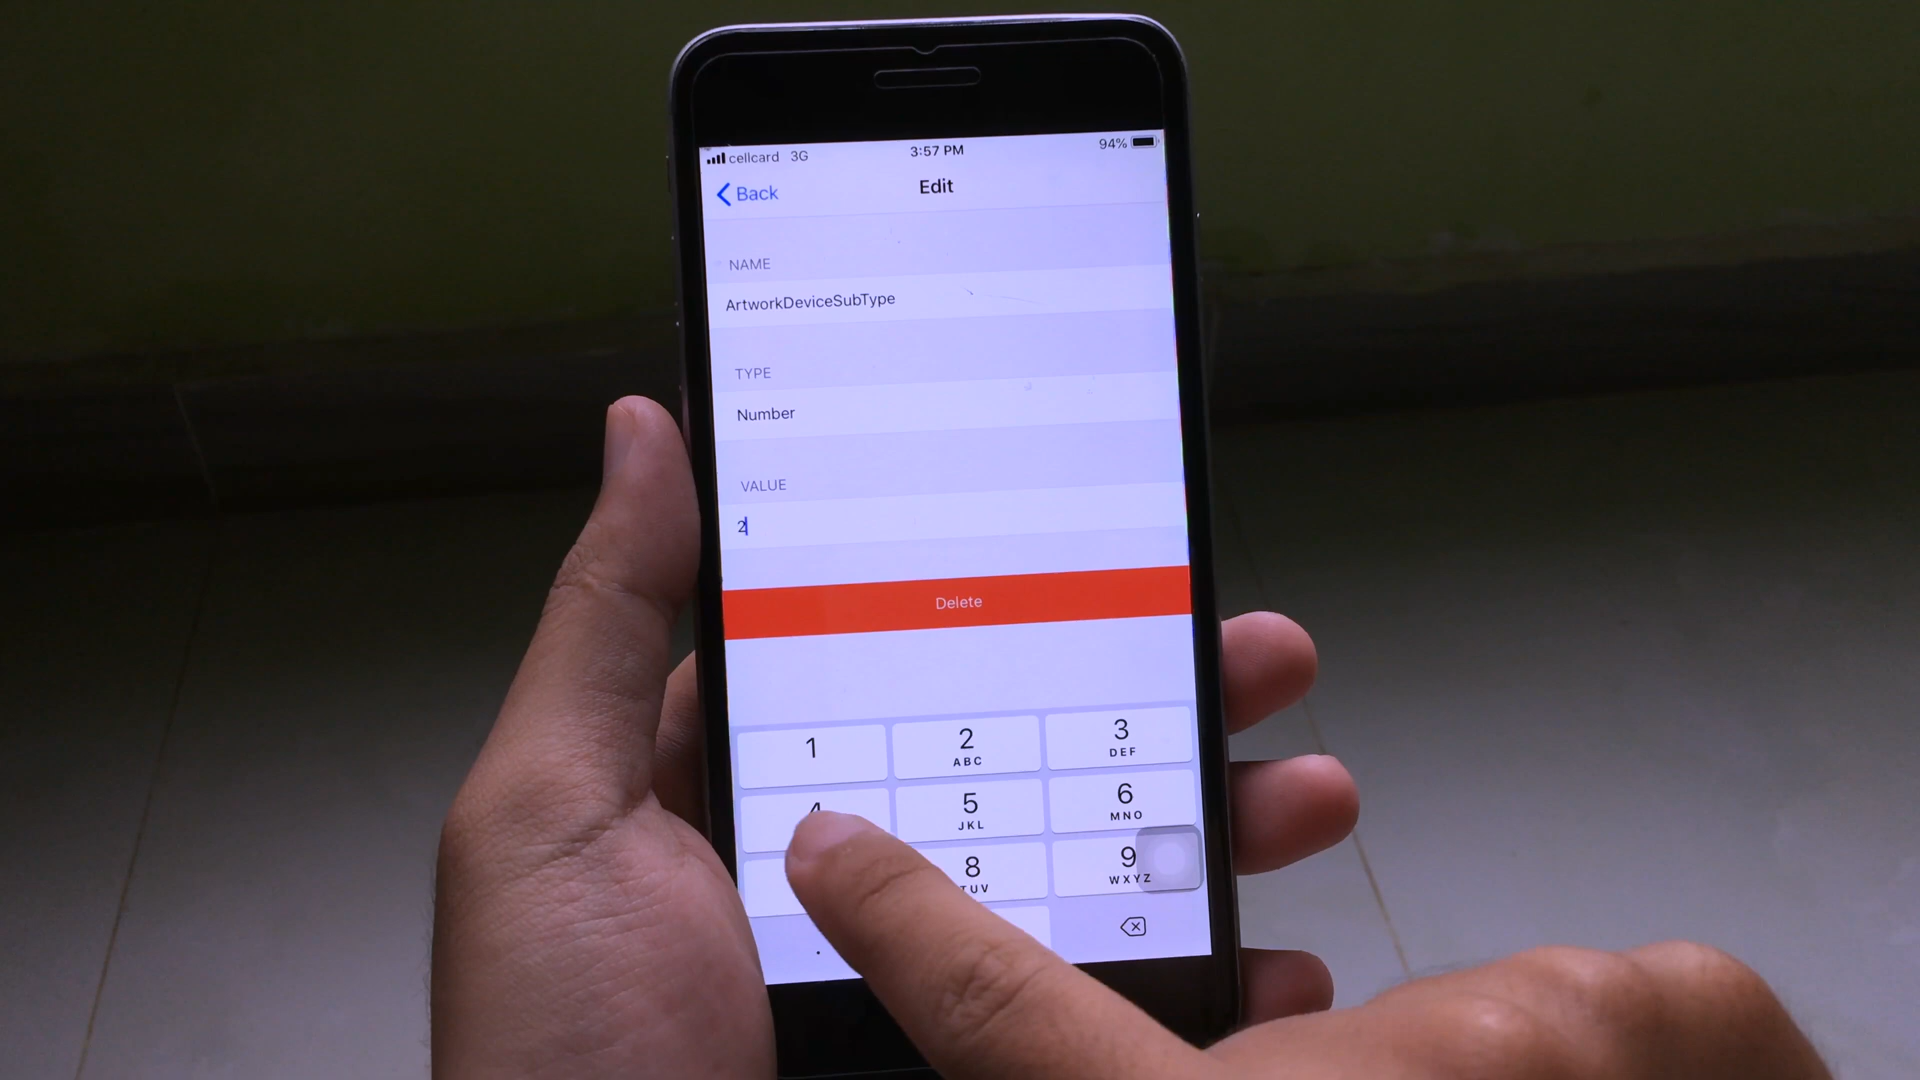 cellcard 3G 3:57 PM 94%
Back Edit
NAME
ArtworkDeviceSubType
TYPE
Number
VALUE
2
Delete
1 2 3
ABC DEF
4 5 6
JKL MNO
8 9
TUV WXYZ
.